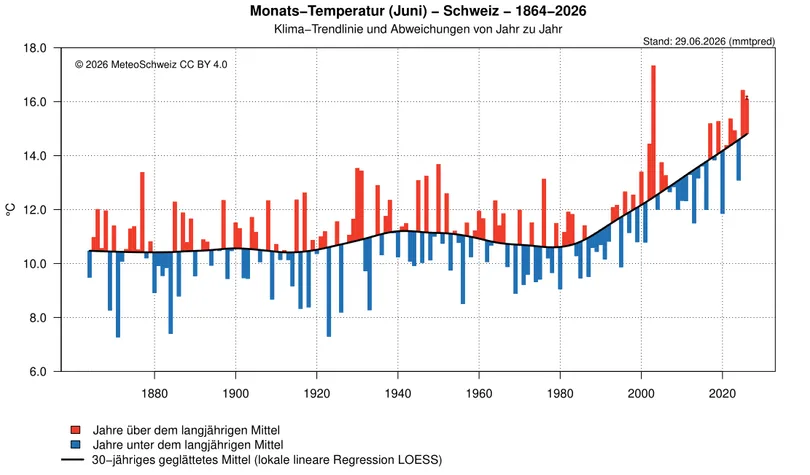 Monats−Temperatur (Juni) − Schweiz − 1864−2026
Klima−Trendlinie und Abweichungen von Jahr zu Jahr
Stand: 29.06.2026 (mmtpred)
© 2026 MeteoSchweiz CC BY 4.0
18.0
16.0
14.0
12.0
10.0
8.0
6.0
°C
1880 1900 1920 1940 1960 1980 2000 2020
Jahre über dem langjährigen Mittel
Jahre unter dem langjährigen Mittel
30−jähriges geglättetes Mittel (lokale lineare Regression LOESS)